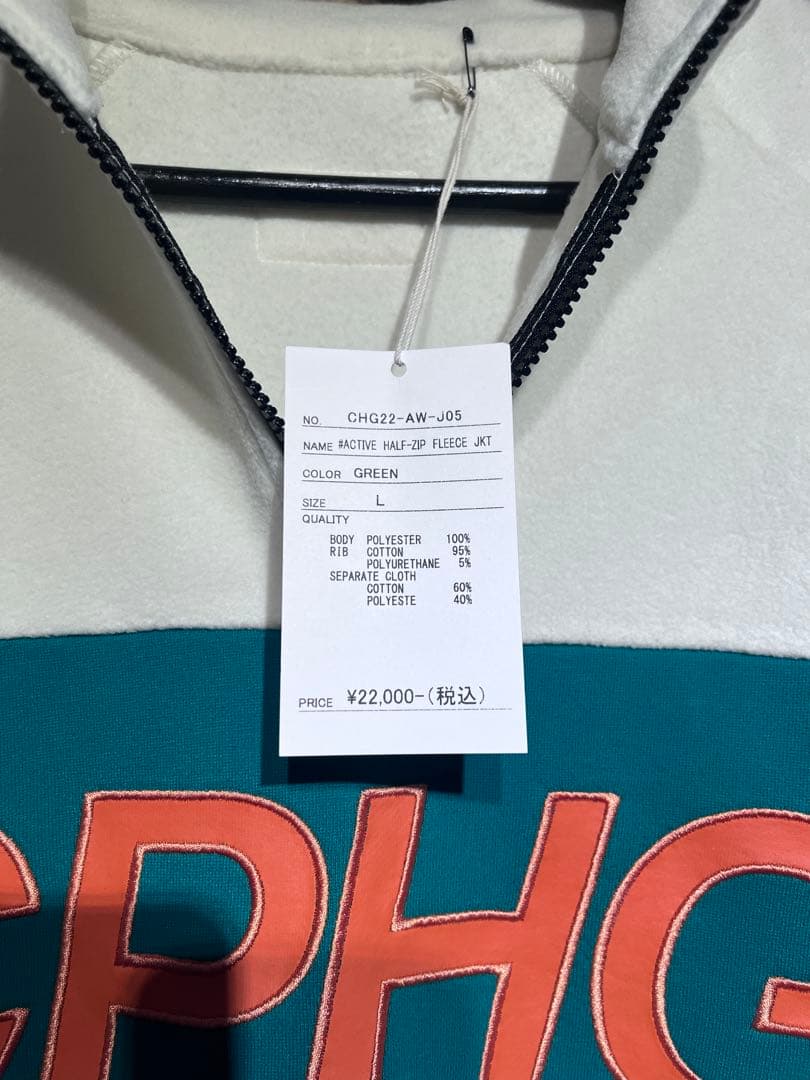 NO. CHG22-AW-J05
NAME #ACTIVE HALF-ZIP FLEECE JKT
COLOR GREEN
SIZE L
QUALITY
BODY POLYESTER 100%
RIB COTTON 95%
POLYURETHANE 5%
SEPARATE CLOTH
COTTON 60%
POLYESTE 40%
PRICE ¥22,000-(税込)
CPHG